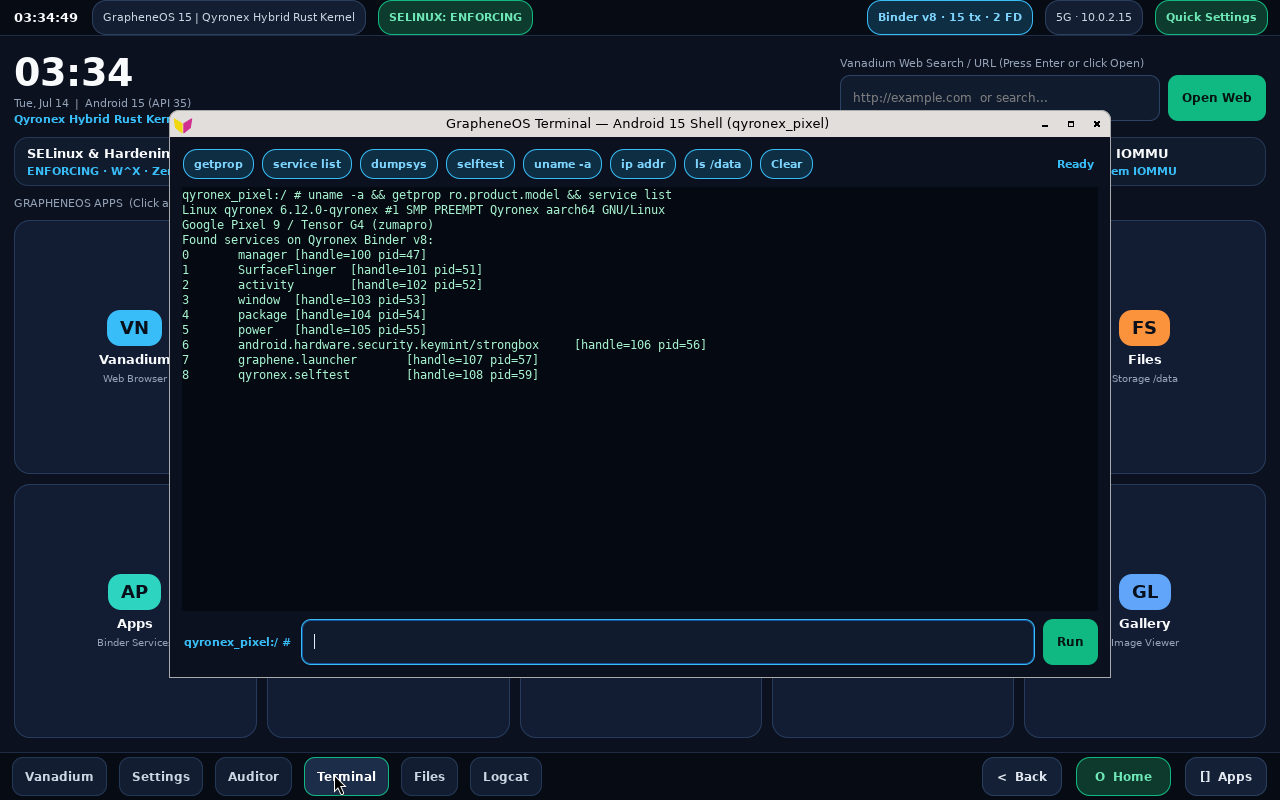 03:34:49 GrapheneOS 15 | Qyronex Hybrid Rust Kernel SELINUX: ENFORCING Binder v8 · 15 tx · 2 FD 5G · 10.0.2.15 Quick Settings
03:34
Vanadium Web Search / URL (Press Enter or click Open)
http://example.com or search... Open Web
Tue, Jul 14 | Android 15 (API 35)
Qyronex Hybrid Rust
GrapheneOS Terminal — Android 15 Shell (qyronex_pixel)
SELinux &
IOMMU
ENFORCING · W^X ·
IOMMU
GRAPHENEOS APPS (Click
getprop service list dumpsys selftest uname -a ip addr ls /data Clear Ready
qyronex_pixel:/ # uname -a && getprop ro.product.model && service list
Linux qyronex 6.12.0-qyronex #1 SMP PREEMPT Qyronex aarch64 GNU/Linux
Google Pixel 9 / Tensor G4 (zumapro)
Found services on Qyronex Binder v8:
0 manager [handle=100 pid=47]
1 SurfaceFlinger [handle=101 pid=51]
2 activity [handle=102 pid=52]
3 window [handle=103 pid=53]
4 package [handle=104 pid=54]
5 power [handle=105 pid=55]
6 android.hardware.security.keymint/strongbox [handle=106 pid=56]
7 graphene.launcher [handle=107 pid=57]
8 qyronex.selftest [handle=108 pid=59]
VN
Vanadium
Web Browser
FS
Files
Storage /data
AP
Apps
Binder
GL
Gallery
Image Viewer
qyronex_pixel:/ # Run
Vanadium Settings Auditor Terminal Files Logcat < Back O Home [] Apps